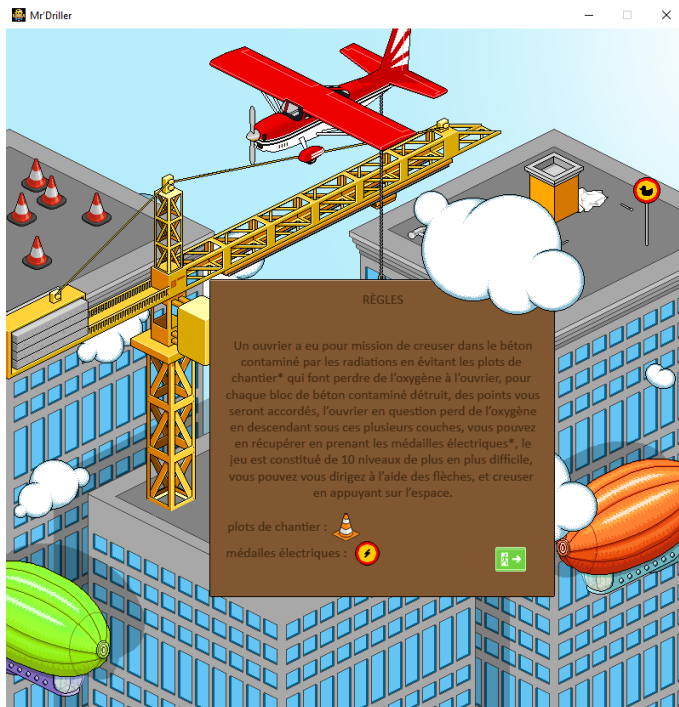 Mr'Driller
RÈGLES
Un ouvrier a eu pour mission de creuser dans le béton
contaminé par les radiations en évitant les plots de
chantier* qui font perdre de l'oxygène à l'ouvrier, pour
chaque bloc de béton contaminé détruit, des points vous
seront accordés, l'ouvrier en question perd de l'oxygène
en descendant sous ces plusieurs couches, vous pouvez
en récupérer en prenant les médailles électriques*, le
jeu est constitué de 10 niveaux de plus en plus difficile,
vous pouvez vous dirigez à l'aide des flèches, et creuser
en appuyant sur l'espace.
plots de chantier :
médailes électriques :